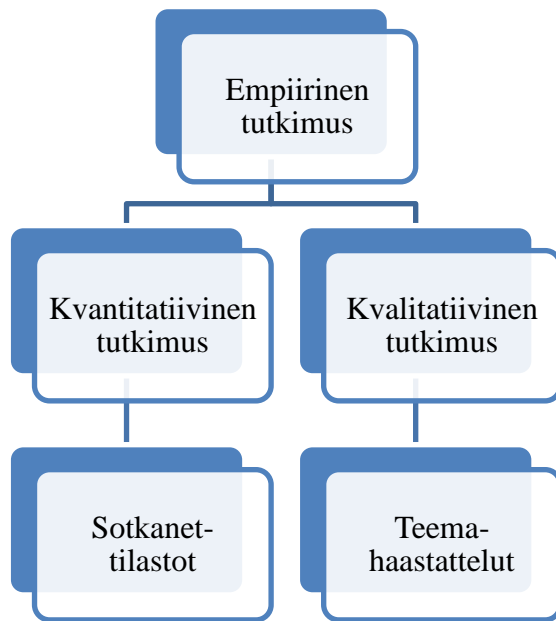 Empiirinen
tutkimus
Kvantitatiivinen
tutkimus
Kvalitatiivinen
tutkimus
Sotkanet-
tilastot
Teema-
haastattelut